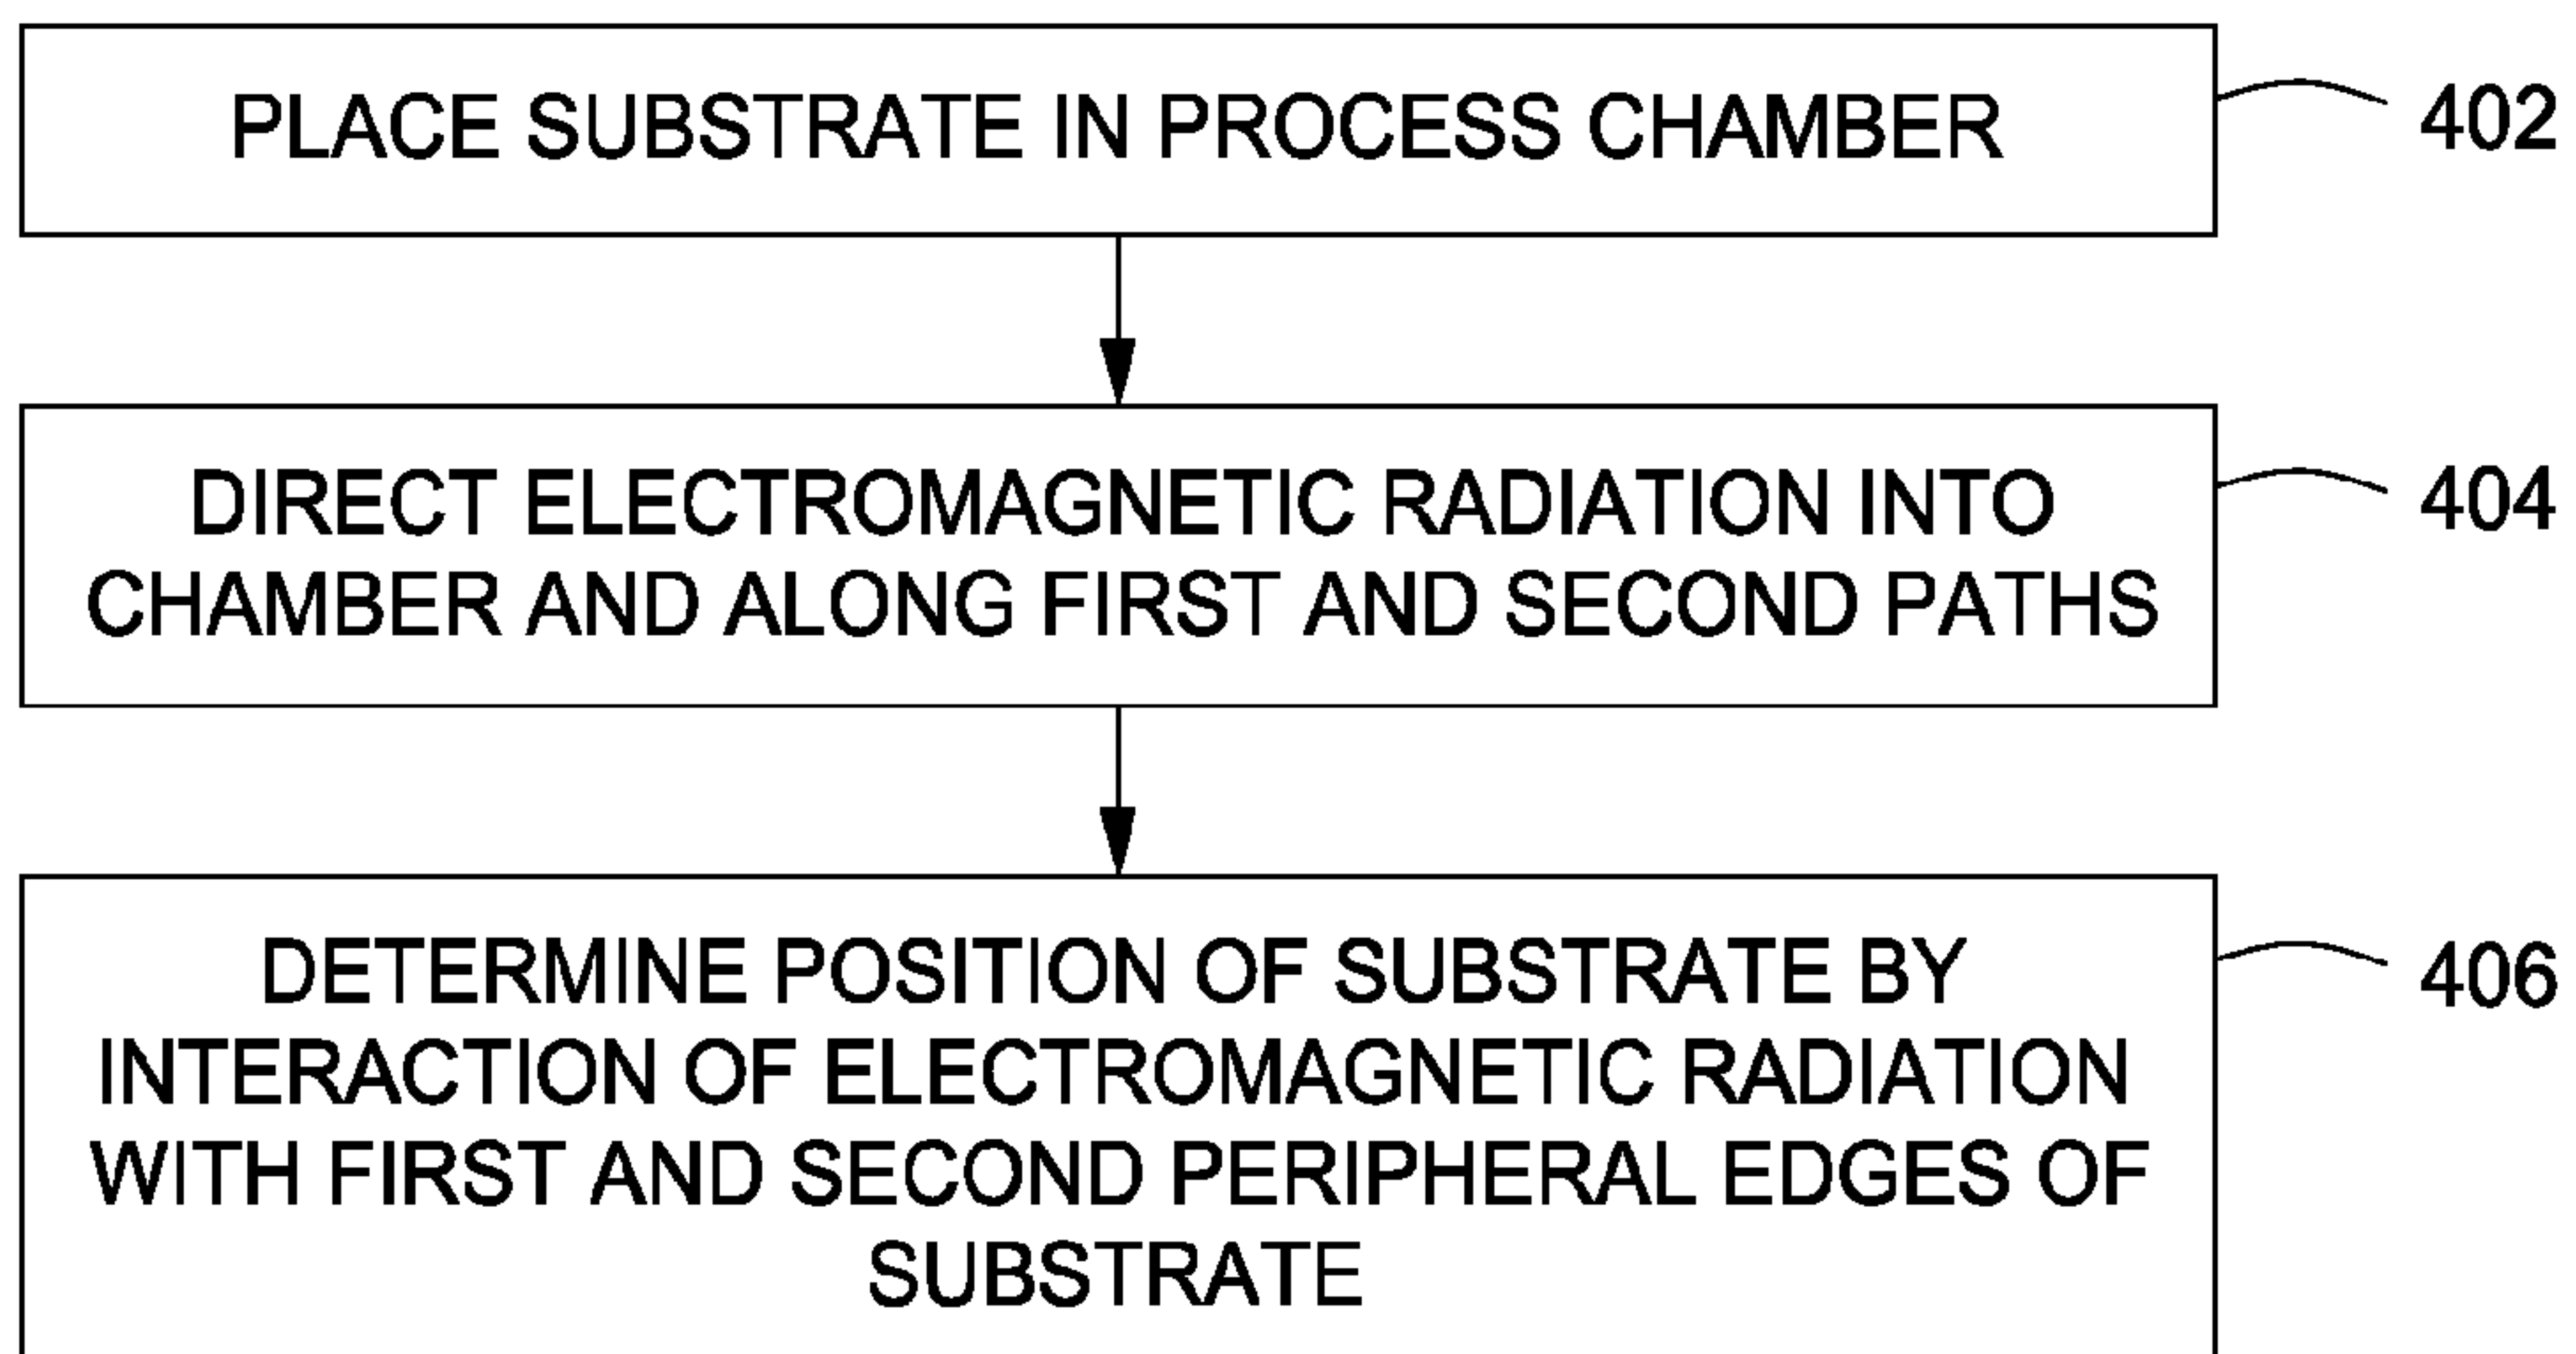 PLACE SUBSTRATE IN PROCESS CHAMBER
402
DIRECT ELECTROMAGNETIC RADIATION INTO
CHAMBER AND ALONG FIRST AND SECOND PATHS
404
DETERMINE POSITION OF SUBSTRATE BY
INTERACTION OF ELECTROMAGNETIC RADIATION
WITH FIRST AND SECOND PERIPHERAL EDGES OF
SUBSTRATE
406